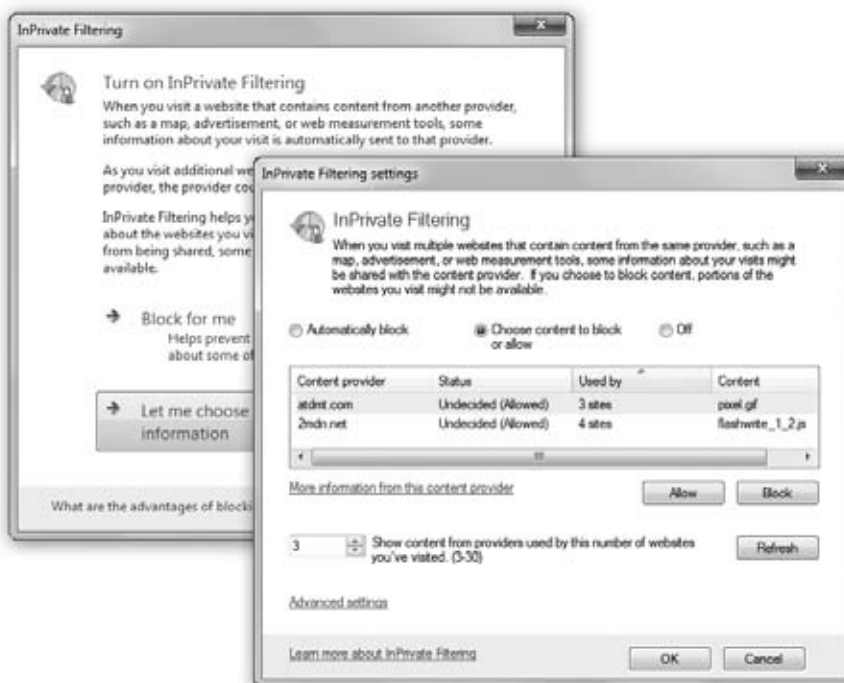 InPrivate Filtering
Turn on InPrivate Filtering
When you visit a website that contains content from another provider,
such as a map, advertisement, or web measurement tools, some
information about your visit is automatically sent to that provider.
As you visit additional we
provider, the provider cou
InPrivate Filtering helps y
about the websites you vi
from being shared, some
available.
Block for me
Helps prevent
about some of
Let me choose
information
What are the advantages of blocki
InPrivate Filtering settings
InPrivate Filtering
When you visit multiple websites that contain content from the same provider, such as a
map, advertisement, or web measurement tools, some information about your visits might
be shared with the content provider. If you choose to block content, portions of the
websites you visit might not be available.
Automatically block
Choose content to block
or allow
Off
Content provider Status Used by Content
atdmt.com Undecided (Allowed) 3 sites pixel.gif
2mdn.net Undecided (Allowed) 4 sites flashwrite_1_2.js
More information from this content provider
Allow Block
3 Show content from providers used by this number of websites
you've visited. (3-30)
Refresh
Advanced settings
Learn more about InPrivate Filtering
OK Cancel